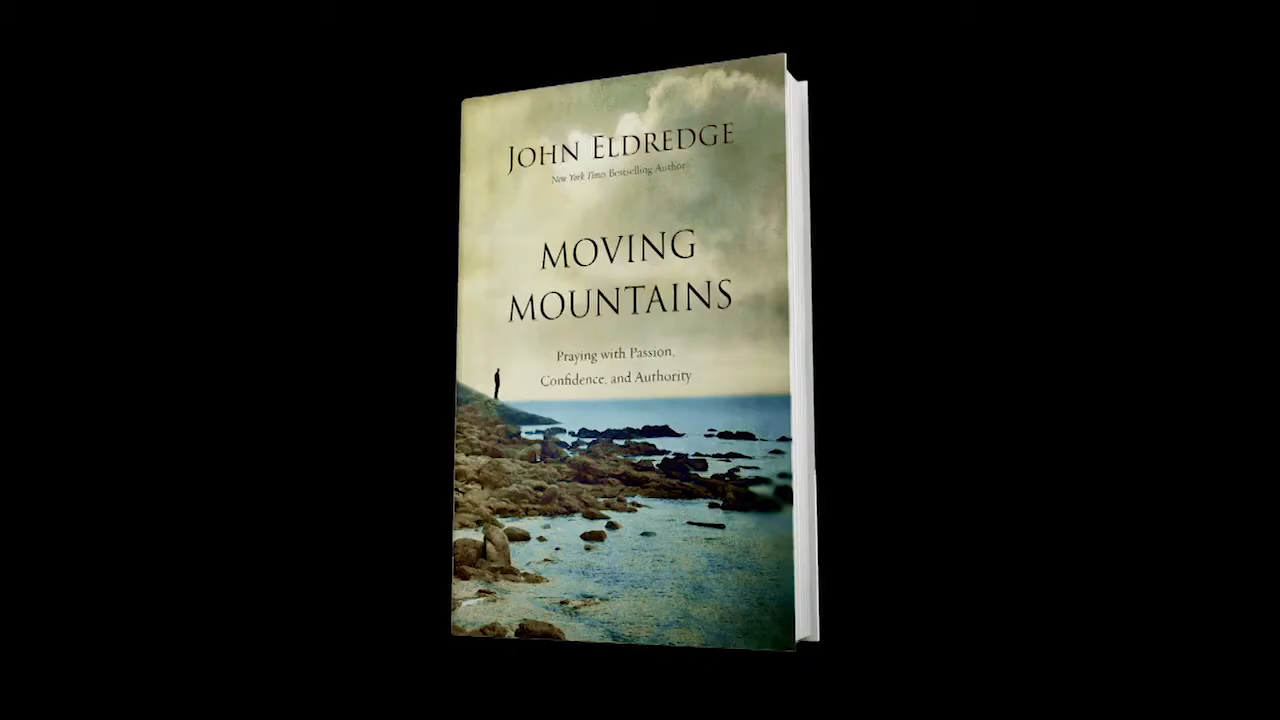 JOHN ELDREDGE
New York Times Bestselling Author
MOVING
MOUNTAINS
Praying with Passion,
Confidence, and Authority